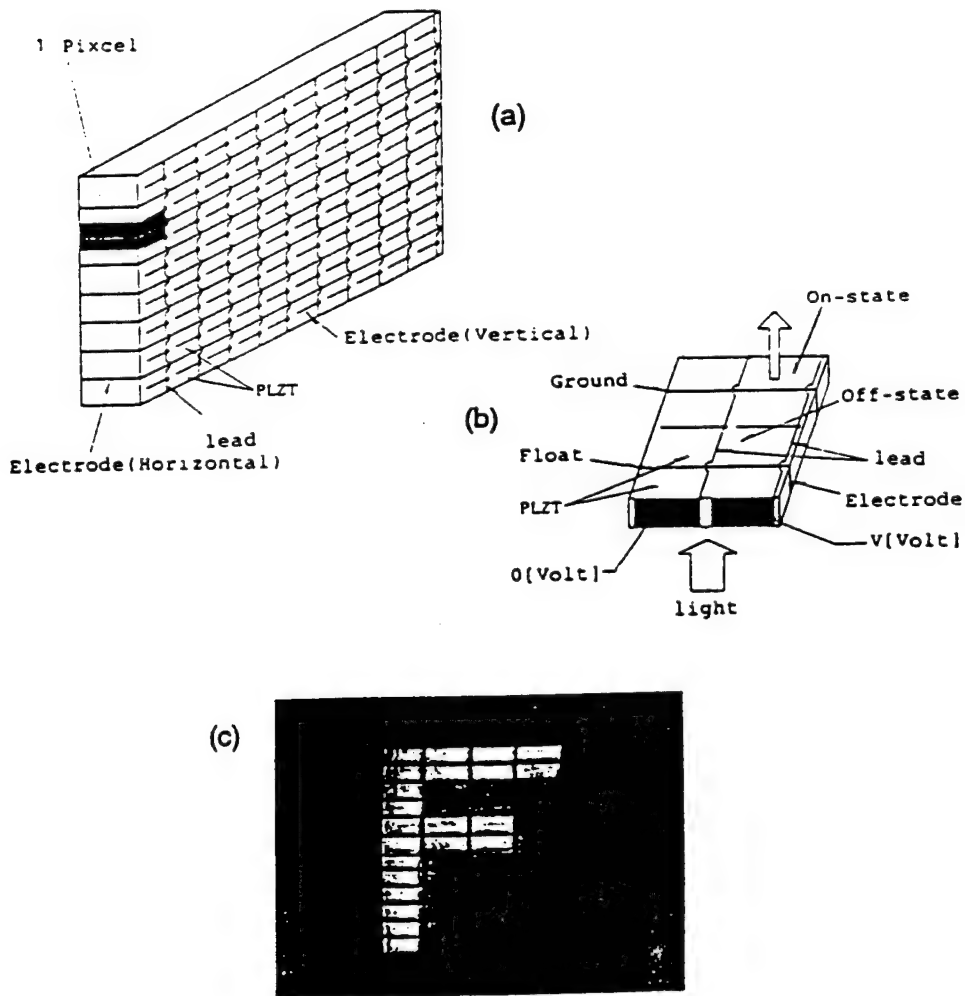 1 Pixcel
(a)
Electrode(Vertical)
PLZT
lead
Electrode(Horizontal)
On-state
Ground
(b)
Off-state
Float
lead
PLZT
Electrode
V[Volt]
0[Volt]
light
(c)